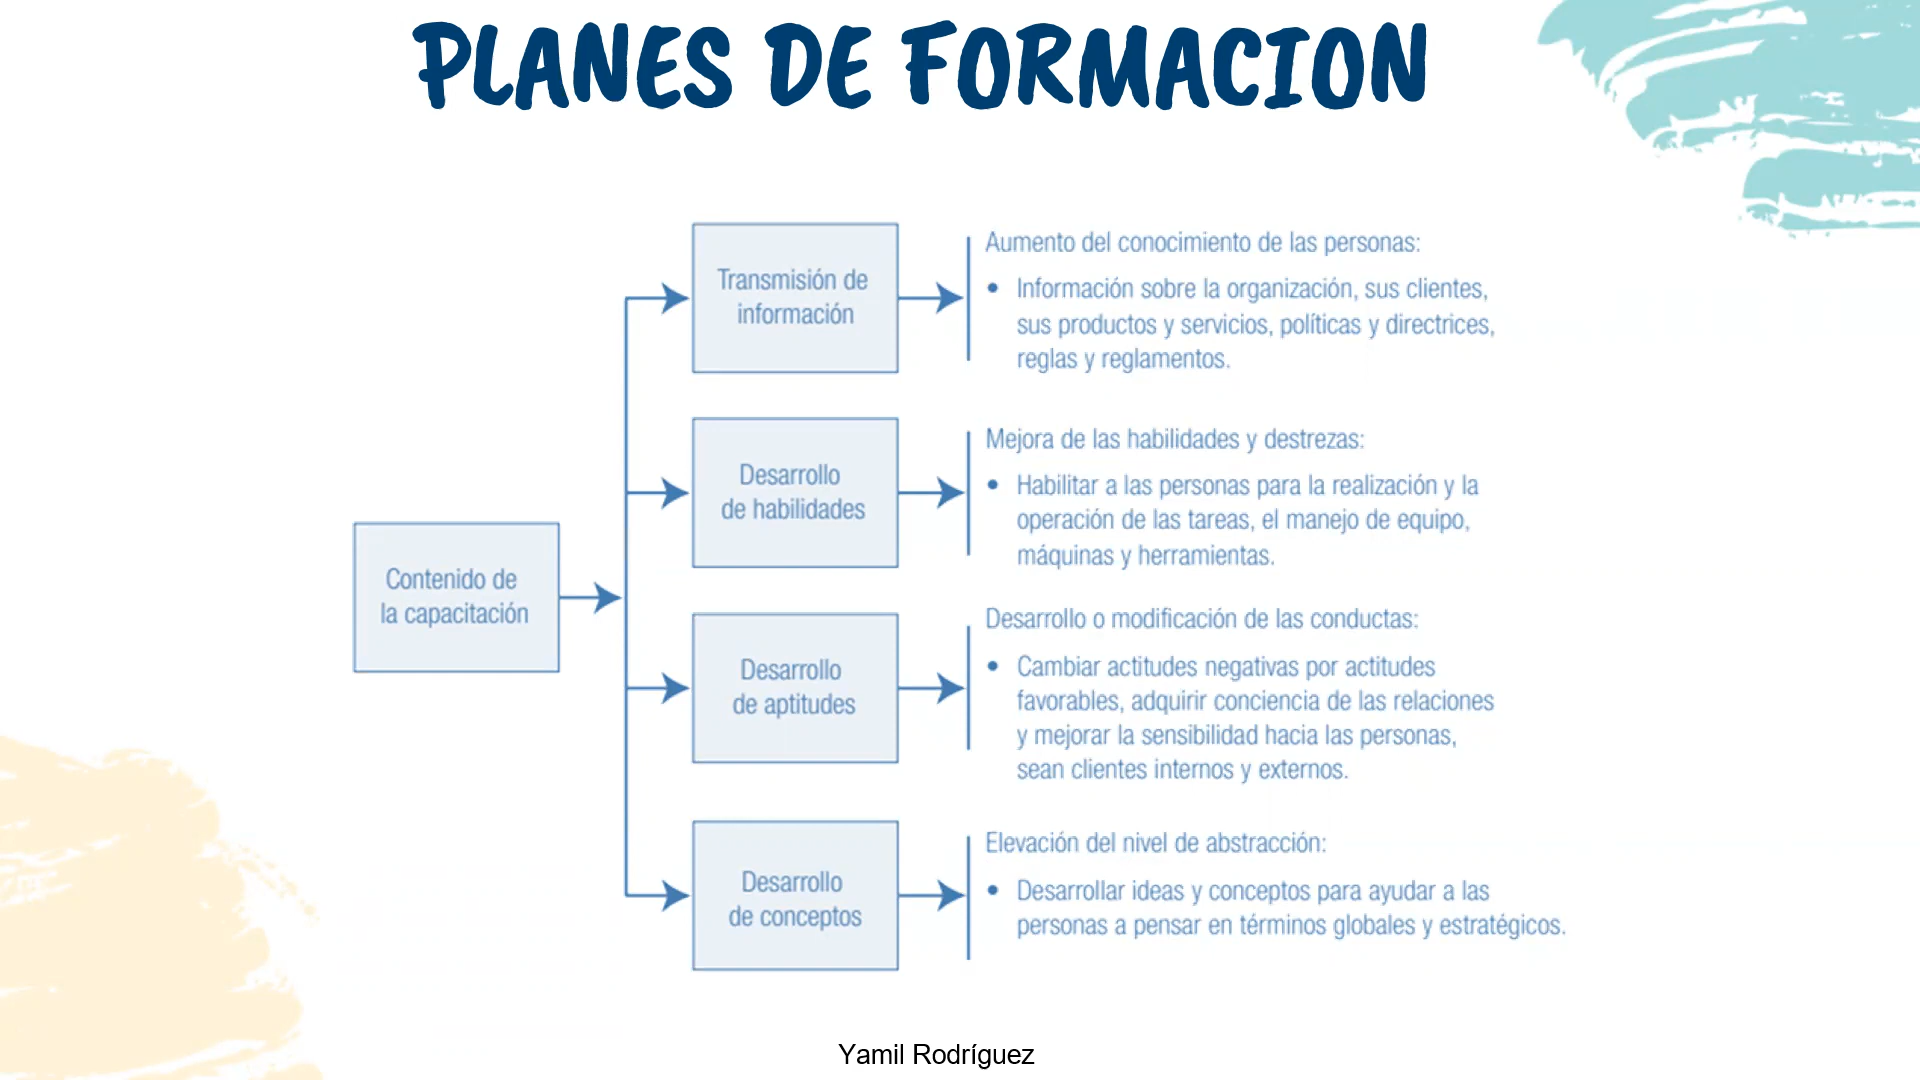 PLANES DE FORMACION
Transmisión de
información
Aumento del conocimiento de las personas:
• Información sobre la organización, sus clientes,
sus productos y servicios, políticas y directrices,
reglas y reglamentos.
Desarrollo
de habilidades
Mejora de las habilidades y destrezas:
• Habilitar a las personas para la realización y la
operación de las tareas, el manejo de equipo,
máquinas y herramientas.
Contenido de
la capacitación
Desarrollo
de aptitudes
Desarrollo o modificación de las conductas:
• Cambiar actitudes negativas por actitudes
favorables, adquirir conciencia de las relaciones
y mejorar la sensibilidad hacia las personas,
sean clientes internos y externos.
Desarrollo
de conceptos
Elevación del nivel de abstracción:
• Desarrollar ideas y conceptos para ayudar a las
personas a pensar en términos globales y estratégicos.
Yamil Rodríguez